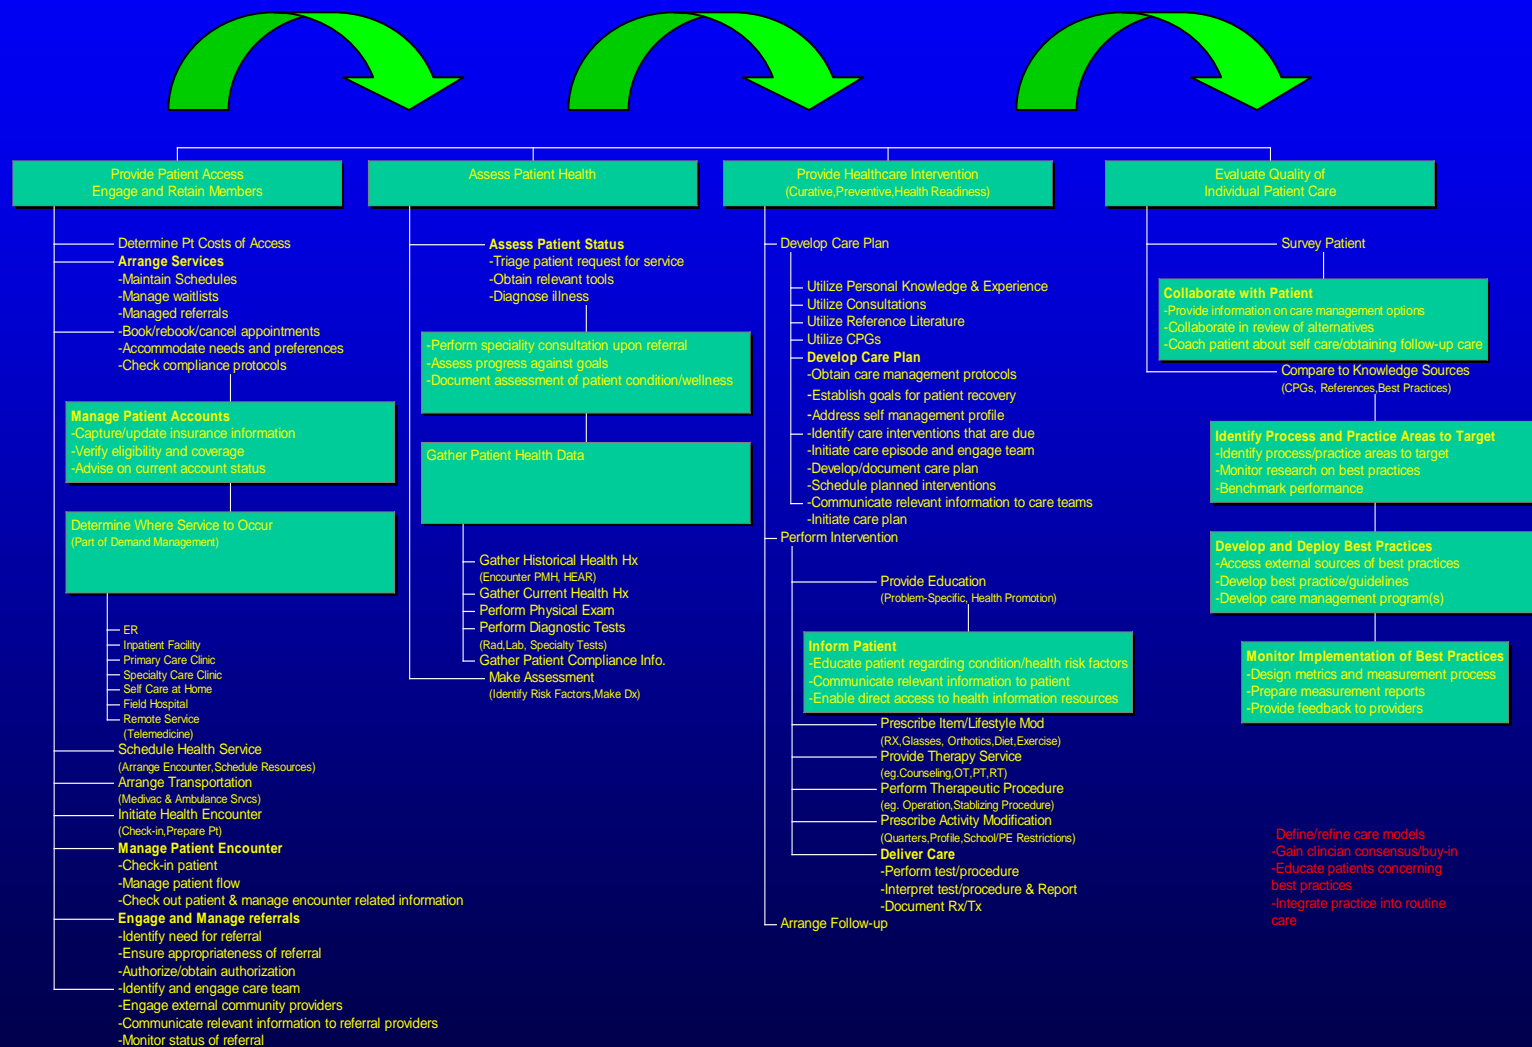 Provide Patient Access
Engage and Retain Members
Determine Pt Costs of Access
Arrange Services
-Maintain Schedules
-Manage waitlists
-Managed referrals
-Book/rebook/cancel appointments
-Accommodate needs and preferences
-Check compliance protocols
Manage Patient Accounts
-Capture/update insurance information
-Verify eligibility and coverage
-Advise on current account status
Determine Where Service to Occur
(Part of Demand Management)
ER
Inpatient Facility
Primary Care Clinic
Specialty Care Clinic
Self Care at Home
Field Hospital
Remote Service
(Telemedicine)
Schedule Health Service
(Arrange Encounter,Schedule Resources)
Arrange Transportation
(Medivac & Ambulance Srvcs)
Initiate Health Encounter
(Check-in,Prepare Pt)
Manage Patient Encounter
-Check-in patient
-Manage patient flow
-Check out patient & manage encounter related information
Engage and Manage referrals
-Identify need for referral
-Ensure appropriateness of referral
-Authorize/obtain authorization
-Identify and engage care team
-Engage external community providers
-Communicate relevant information to referral providers
-Monitor status of referral
Assess Patient Health
Assess Patient Status
-Triage patient request for service
-Obtain relevant tools
-Diagnose illness
-Perform speciality consultation upon referral
-Assess progress against goals
-Document assessment of patient condition/wellness
Gather Patient Health Data
Gather Historical Health Hx
(Encounter PMH, HEAR)
Gather Current Health Hx
Perform Physical Exam
Perform Diagnostic Tests
(Rad,Lab, Specialty Tests)
Gather Patient Compliance Info.
Make Assessment
(Identify Risk Factors,Make Dx)
Provide Healthcare Intervention
(Curative,Preventive,Health Readiness)
Develop Care Plan
Utilize Personal Knowledge & Experience
Utilize Consultations
Utilize Reference Literature
Utilize CPGs
Develop Care Plan
-Obtain care management protocols
-Establish goals for patient recovery
-Address self management profile
-Identify care interventions that are due
-Initiate care episode and engage team
-Develop/document care plan
-Schedule planned interventions
-Communicate relevant information to care teams
-Initiate care plan
Perform Intervention
Provide Education
(Problem-Specific, Health Promotion)
Inform Patient
-Educate patient regarding condition/health risk factors
-Communicate relevant information to patient
-Enable direct access to health information resources
Prescribe Item/Lifestyle Mod
(RX,Glasses, Orthotics,Diet,Exercise)
Provide Therapy Service
(eg.Counseling,OT,PT,RT)
Perform Therapeutic Procedure
(eg. Operation,Stablizing Procedure)
Prescribe Activity Modification
(Quarters,Profile,School/PE Restrictions)
Deliver Care
-Perform test/procedure
-Interpret test/procedure & Report
-Document Rx/Tx
Arrange Follow-up
Evaluate Quality of
Individual Patient Care
Survey Patient
Collaborate with Patient
-Provide information on care management options
-Collaborate in review of alternatives
-Coach patient about self care/obtaining follow-up care
Compare to Knowledge Sources
(CPGs, References,Best Practices)
Identify Process and Practice Areas to Target
-Identify process/practice areas to target
-Monitor research on best practices
-Benchmark performance
Develop and Deploy Best Practices
-Access external sources of best practices
-Develop best practice/guidelines
-Develop care management program(s)
Monitor Implementation of Best Practices
-Design metrics and measurement process
-Prepare measurement reports
-Provide feedback to providers
-Define/refine care models
-Gain clincian consensus/buy-in
-Educate patients concerning
best practices
-Integrate practice into routine
care